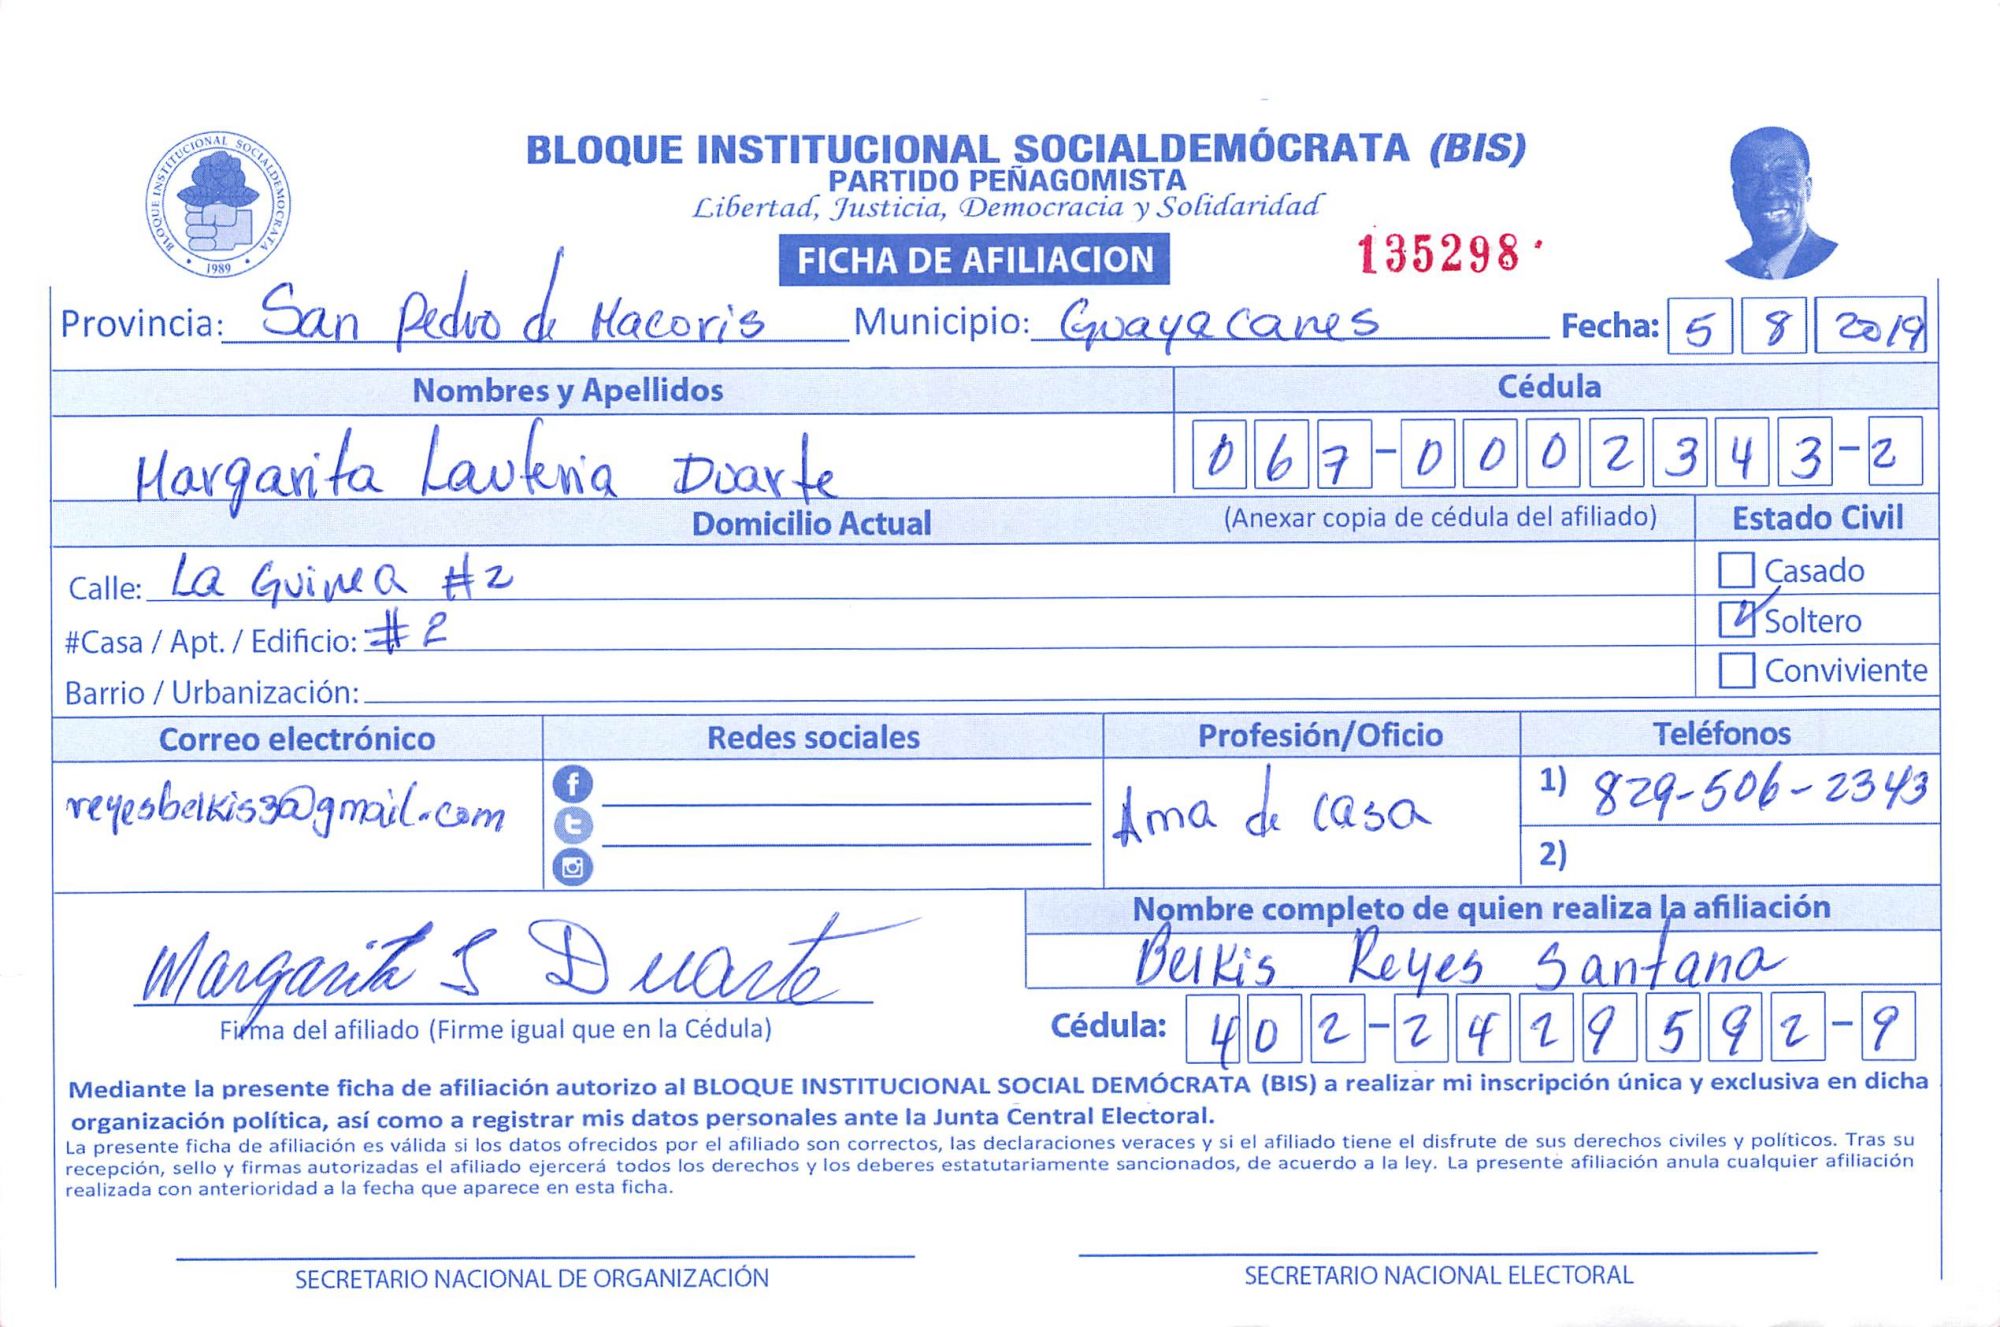 BLOQUE INSTITUCIONAL SOCIALDEMOCRATA
1989
BLOQUE INSTITUCIONAL SOCIALDEMÓCRATA (BIS)
PARTIDO PEÑAGOMISTA
Libertad, Justicia, Democracia y Solidaridad
FICHA DE AFILIACION
135298
Provincia: San Pedro de Macoris Municipio: Guayacanes Fecha: 5 8 2019
Nombres y Apellidos Cédula
Margarita Duarte 067-0002343-2
Domicilio Actual (Anexar copia de cédula del afiliado) Estado Civil
Calle: La Guinea #2 Casado
#Casa / Apt. / Edificio: #2 Soltero
Barrio / Urbanización: Conviviente
Correo electrónico Redes sociales Profesión/Oficio Teléfonos
reyesbelkis3@gmail.com Ama de casa 1) 829-506-2343
2)
Nombre completo de quien realiza la afiliación
Margarita S Duarte Belkis Reyes Santana
Firma del afiliado (Firme igual que en la Cédula) Cédula: 402-2429592-9
Mediante la presente ficha de afiliación autorizo al BLOQUE INSTITUCIONAL SOCIAL DEMÓCRATA (BIS) a realizar mi inscripción única y exclusiva en dicha
organización política, así como a registrar mis datos personales ante la Junta Central Electoral.
La presente ficha de afiliación es válida si los datos ofrecidos por el afiliado son correctos, las declaraciones veraces y si el afiliado tiene el disfrute de sus derechos civiles y políticos. Tras su
recepción, sello y firmas autorizadas el afiliado ejercerá todos los derechos y los deberes estatutariamente sancionados, de acuerdo a la ley. La presente afiliación anula cualquier afiliación
realizada con anterioridad a la fecha que aparece en esta ficha.
SECRETARIO NACIONAL DE ORGANIZACIÓN SECRETARIO NACIONAL ELECTORAL